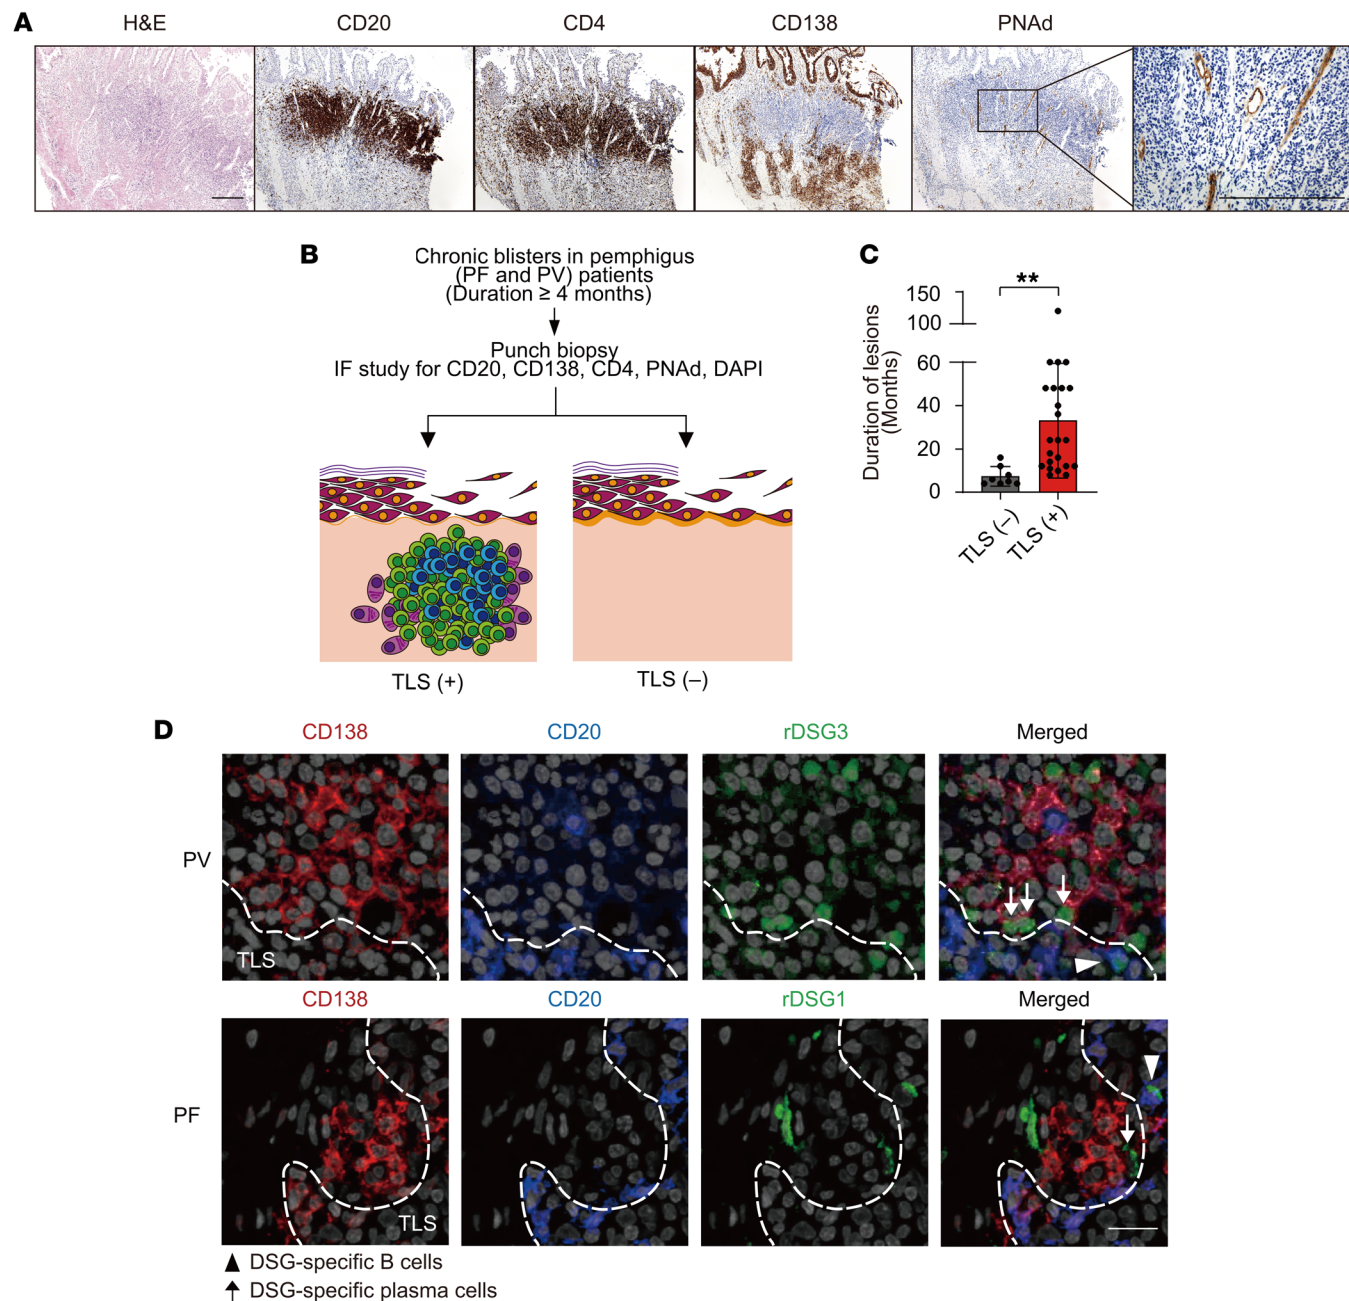 A
H&E CD20 CD4 CD138 PNAd
B
Chronic blisters in pemphigus
(PF and PV) patients
(Duration ≥ 4 months)
Punch biopsy
IF study for CD20, CD138, CD4, PNAd, DAPI
TLS (+)
TLS (–)
C
**
Duration of lesions
(Months)
150
100
60
40
20
0
TLS (–)
TLS (+)
D
CD138 CD20 rDSG3 Merged
PV
TLS
CD138 CD20 rDSG1 Merged
PF
TLS
DSG-specific B cells
DSG-specific plasma cells